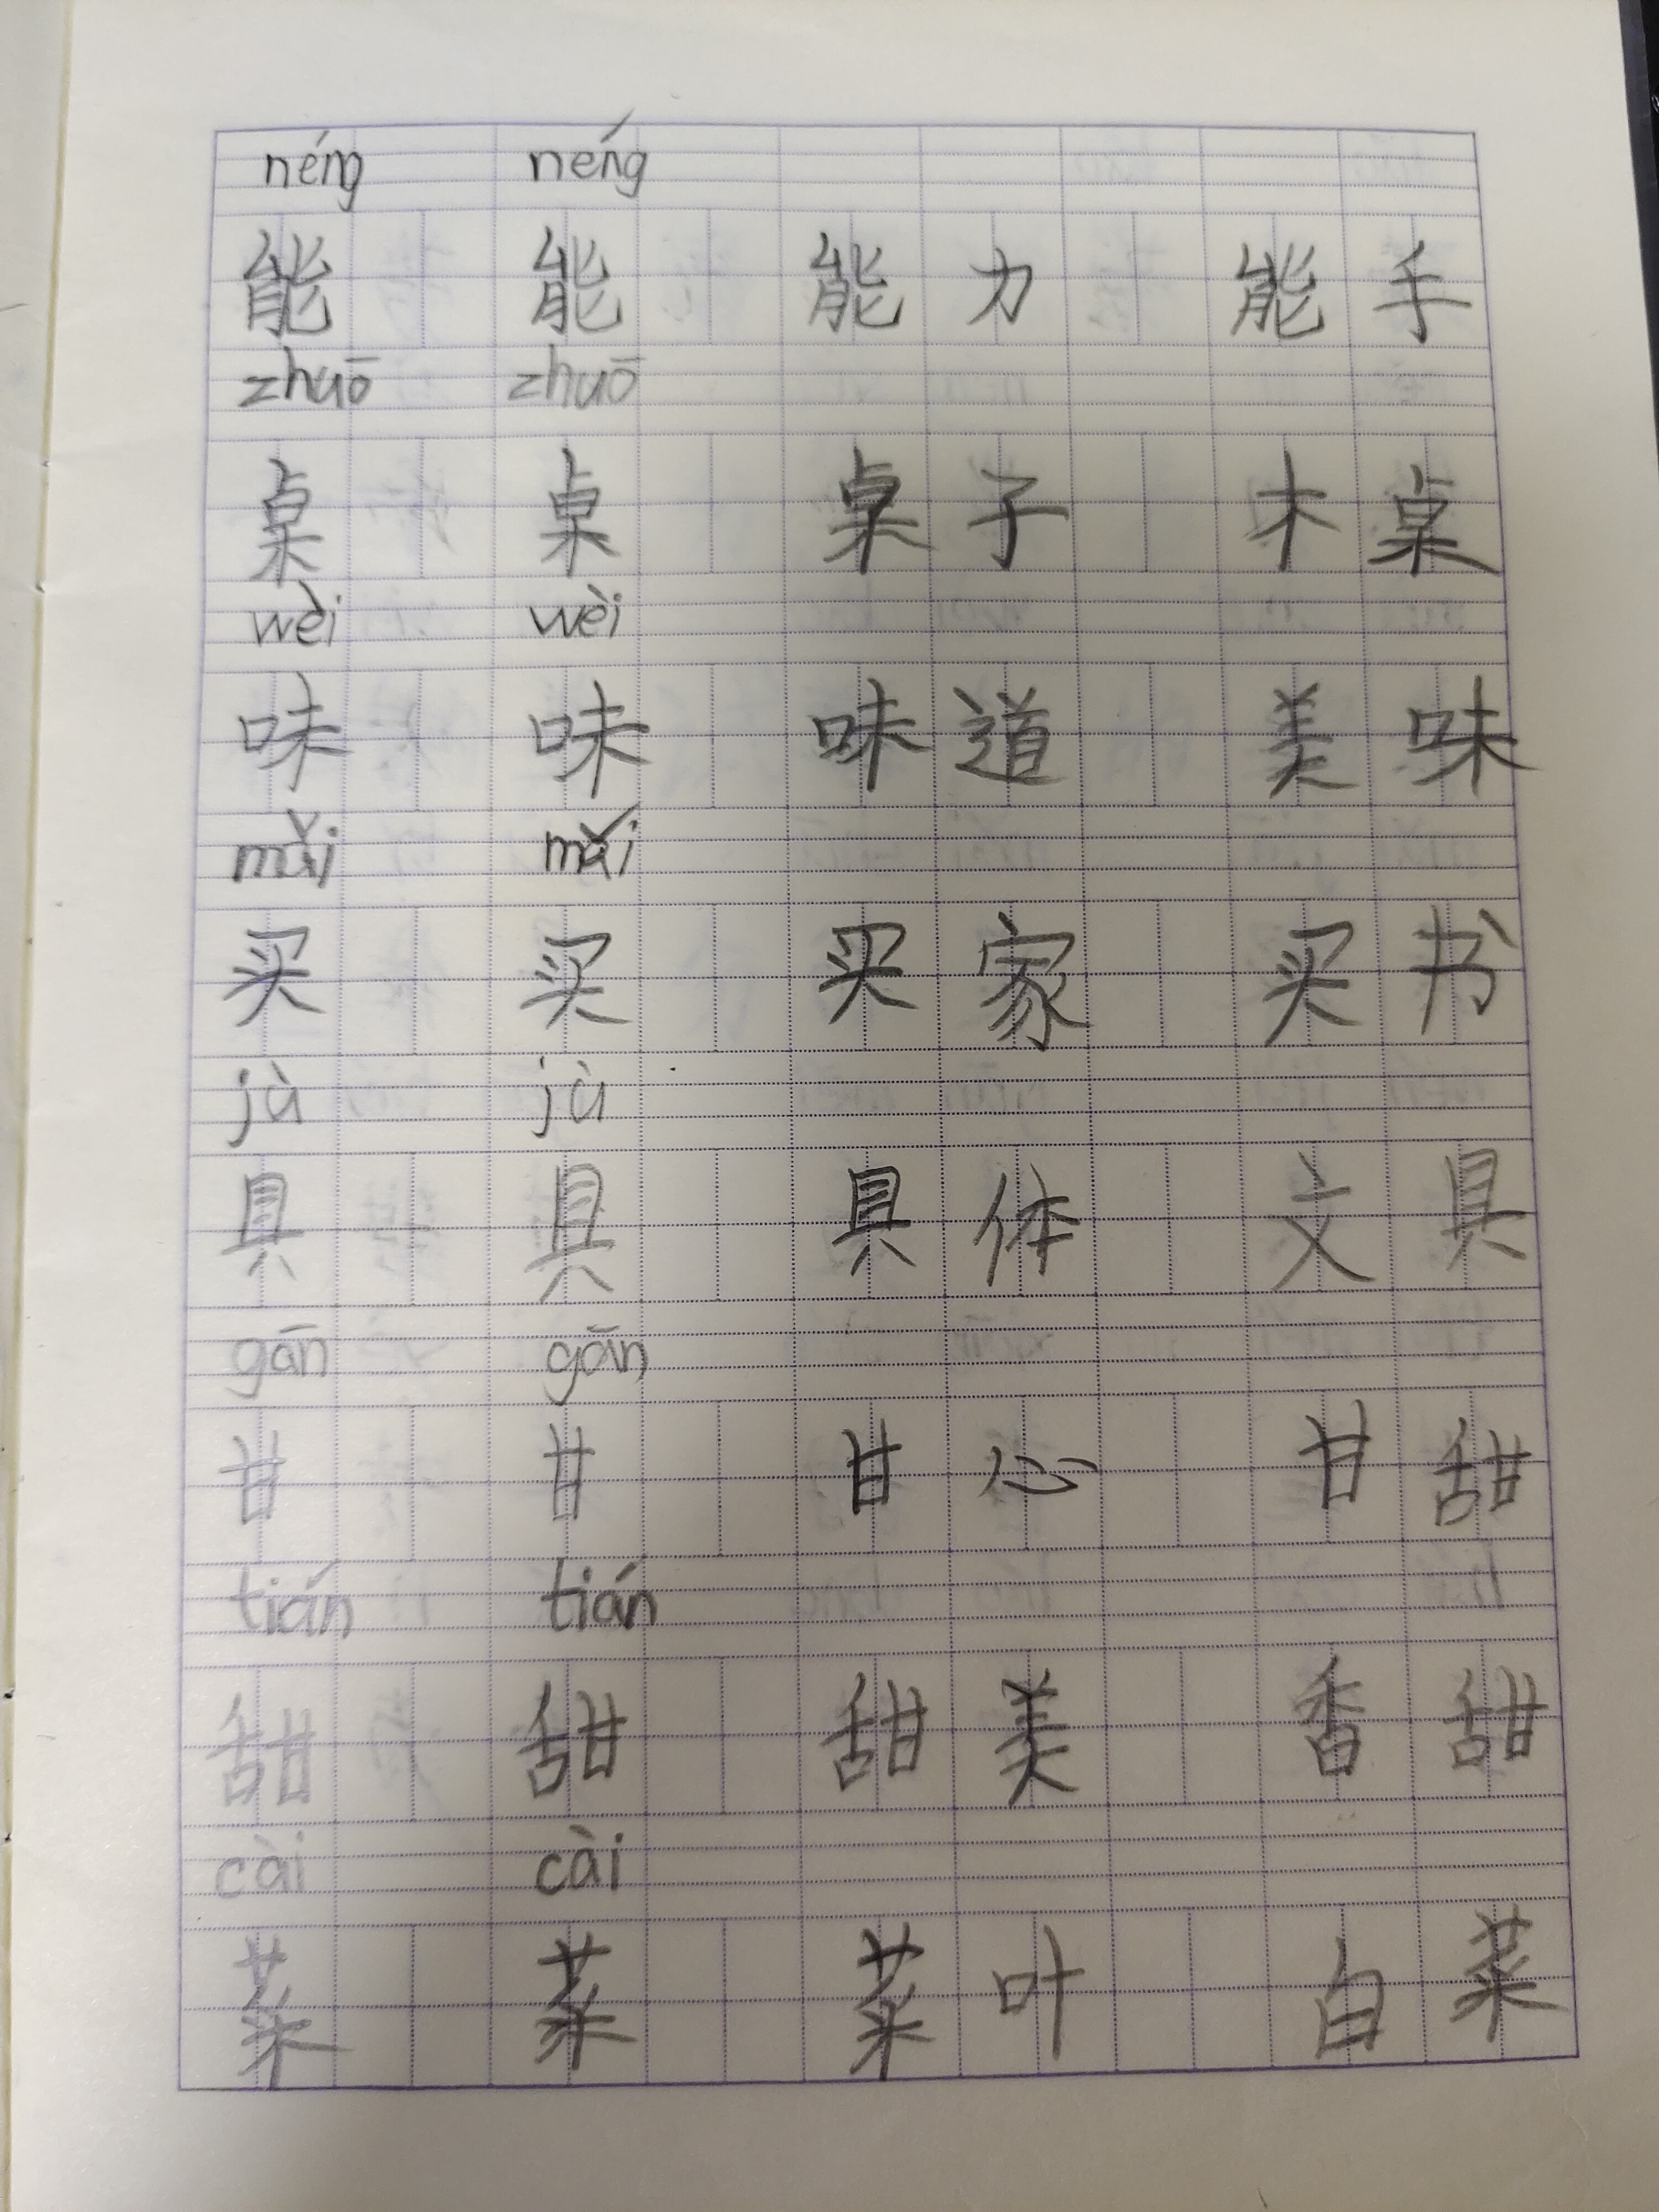 néng néng
能 能 能力 能手
zhuō zhuō
桌 桌 桌子 木桌
wèi wèi
味 味 味道 美味
mǎi mǎi
买 买 买家 买书
jù jù
具 具 具体 文具
gān gān
甘 甘 甘心 甘甜
tián tián
甜 甜 甜美 香甜
cài cài
菜 菜 菜叶 白菜